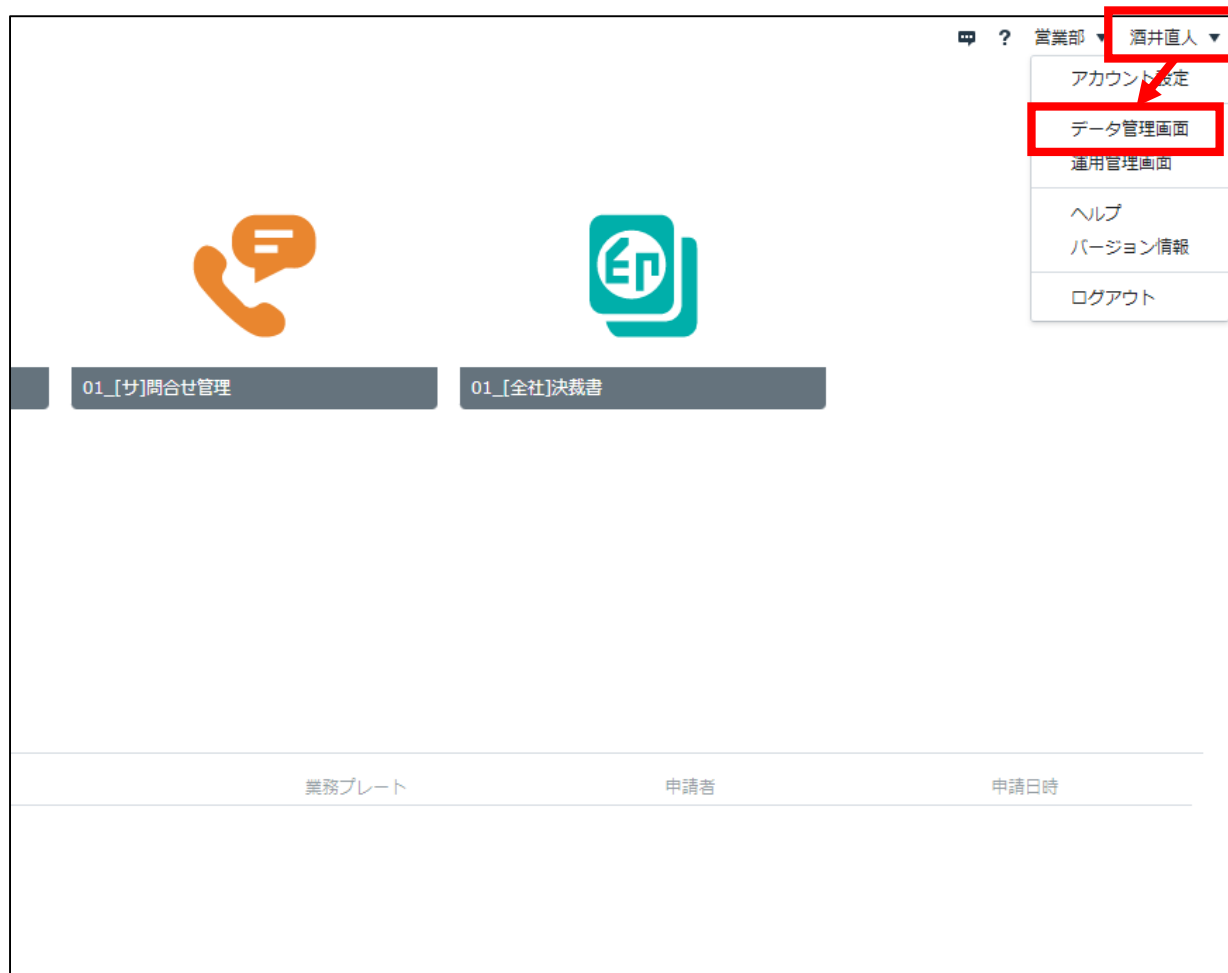 ? 営業部 ▼ 酒井直人 ▼
アカウント設定
データ管理画面
運用管理画面
ヘルプ
バージョン情報
ログアウト
01_[サ]問合せ管理
01_[全社]決裁書
業務プレート 申請者 申請日時